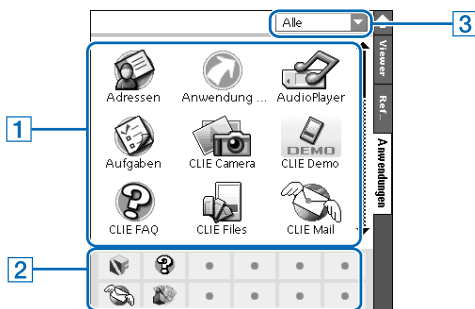 Alle
3
Viewer
Ref...
Anwendungen
1
Adressen Anwendung ... AudioPlayer
DEMO
Aufgaben CLIE Camera CLIE Demo
CLIE FAQ CLIE Files CLIE Mail
2